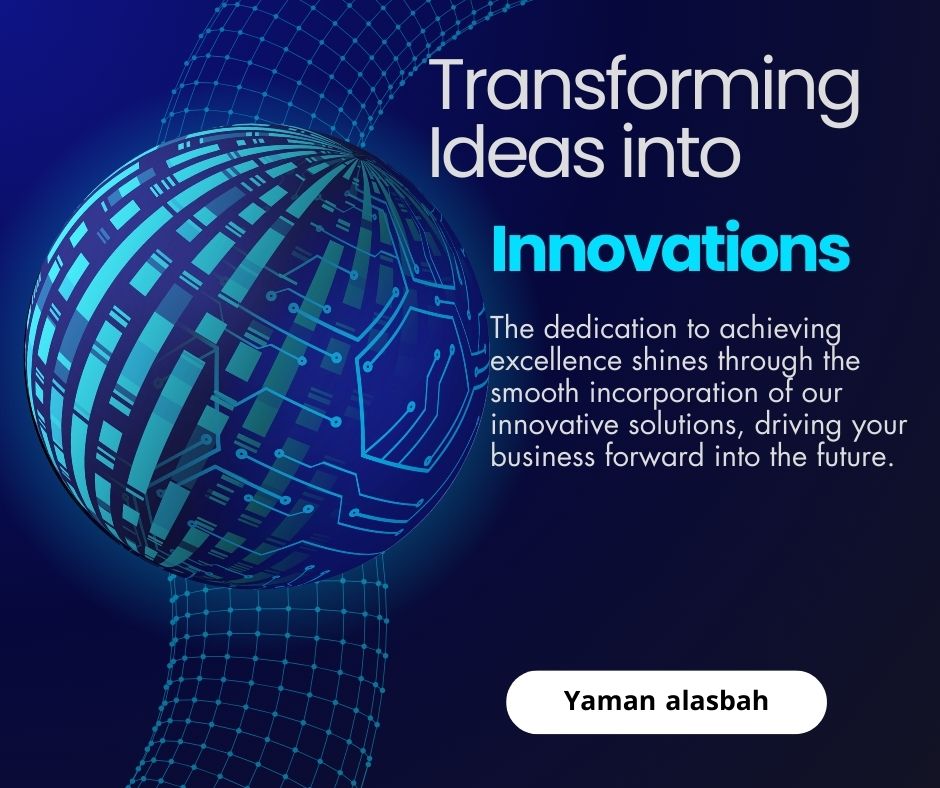 Transforming
Ideas into
Innovations
The dedication to achieving
excellence shines through the
smooth incorporation of our
innovative solutions, driving your
business forward into the future.
Yaman alasbah